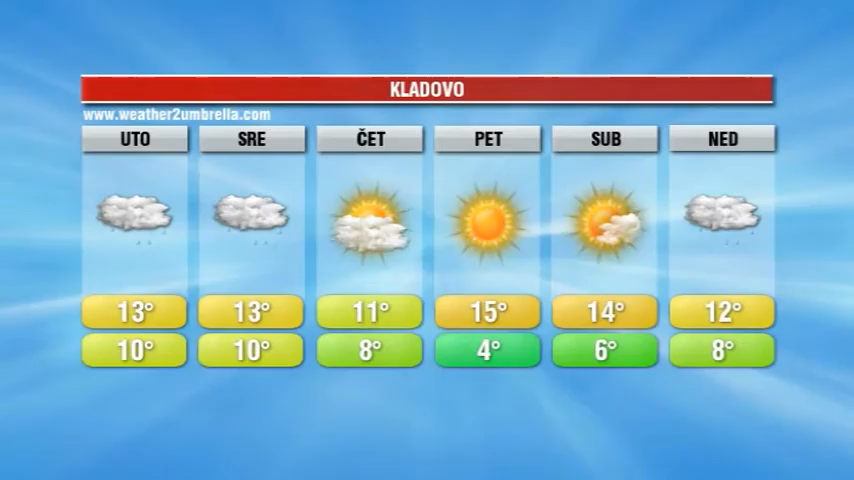 KLADOVO
www.weather2umbrella.com
UTO SRE ČET PET SUB NED
13° 13° 11° 15° 14° 12°
10° 10° 8° 4° 6° 8°